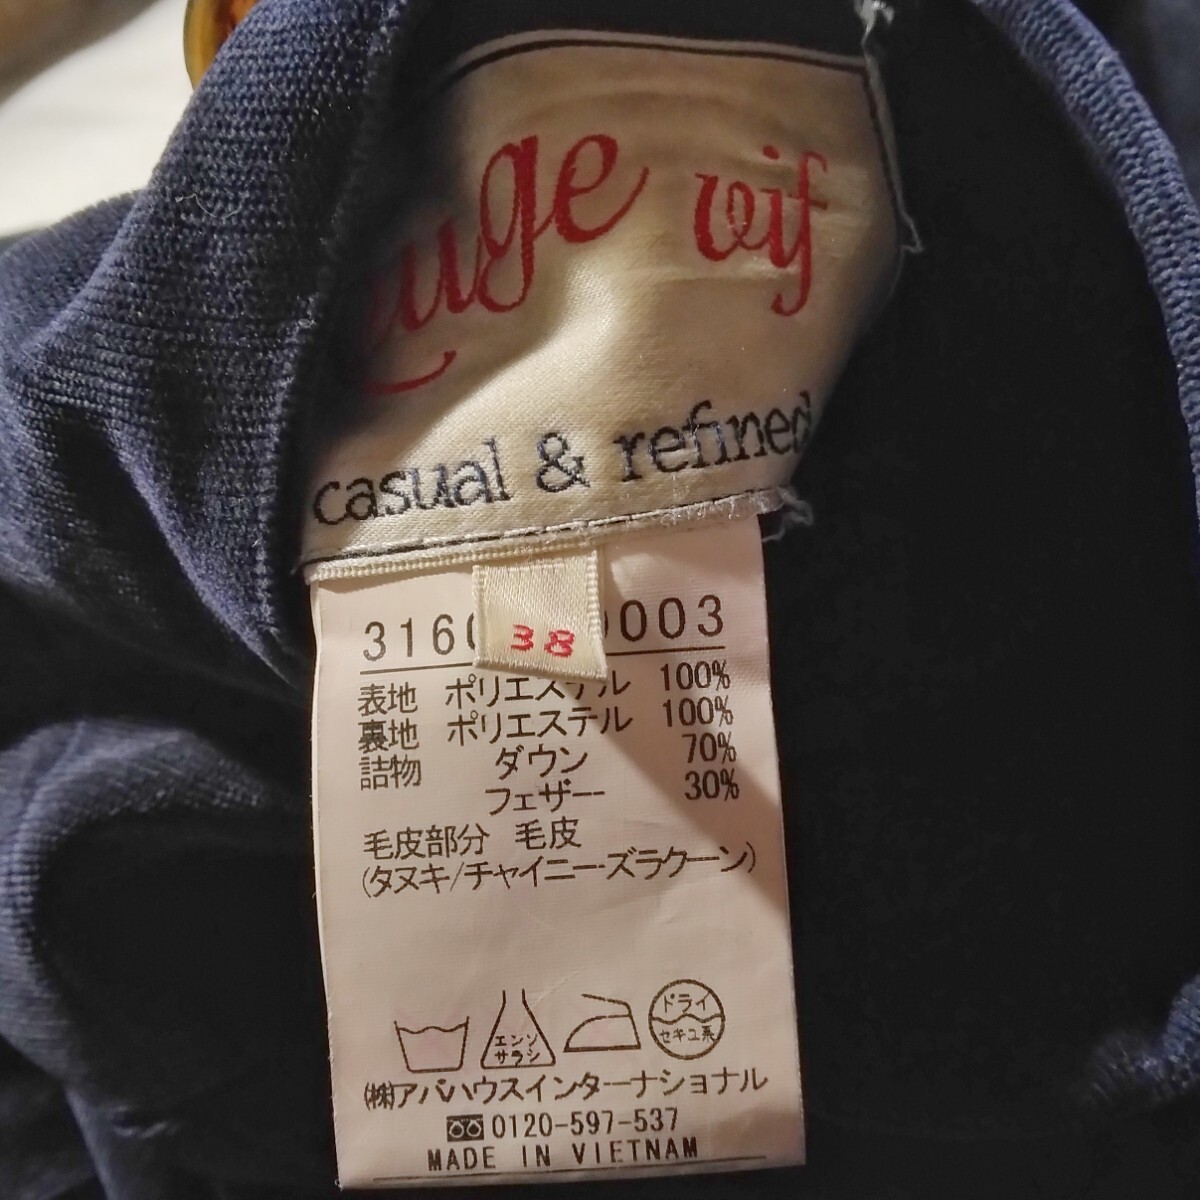 vif
casual & refined
38
表地 ポリエステル 100%
裏地 ポリエステル 100%
詰物 ダウン 70%
フェザー 30%
毛皮部分 毛皮
(タヌキ/チャイニーズラクーン)
エンソ サラシ
ドライ セキユ系
(株)アバハウスインターナショナル
0120-597-537
MADE IN VIETNAM